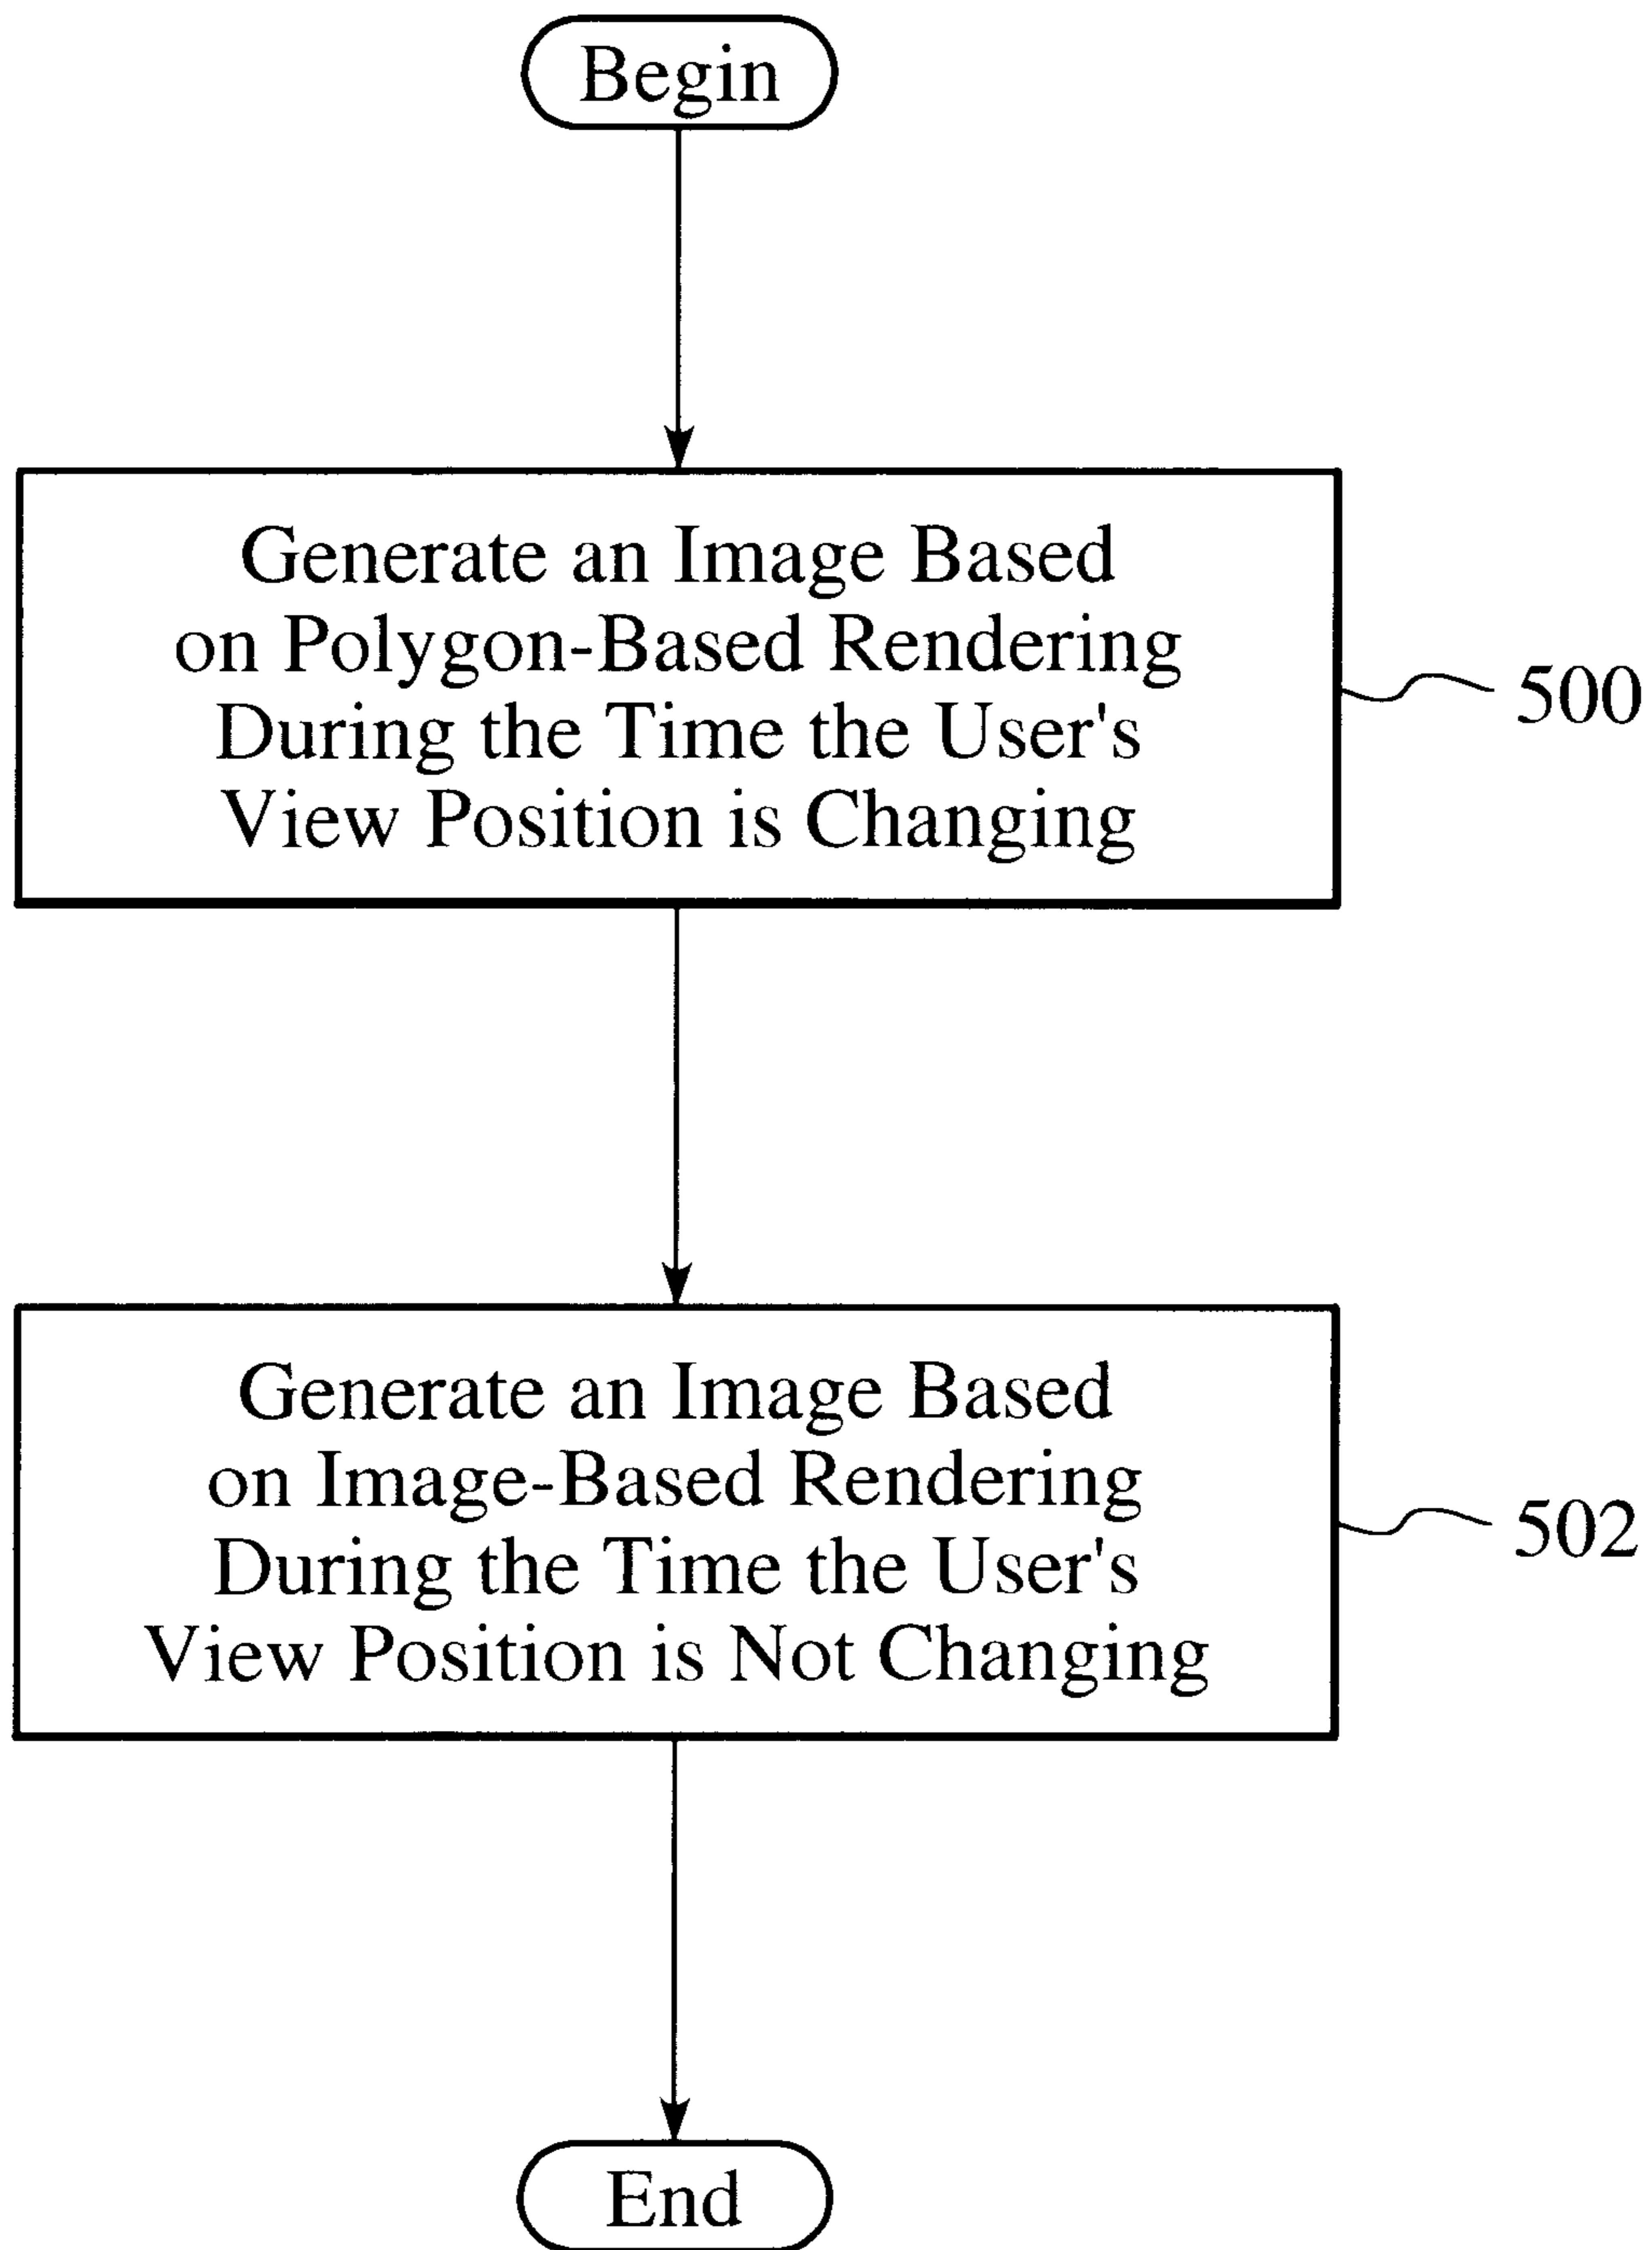 Begin
Generate an Image Based
on Polygon-Based Rendering
During the Time the User's
View Position is Changing
500
Generate an Image Based
on Image-Based Rendering
During the Time the User's
View Position is Not Changing
502
End